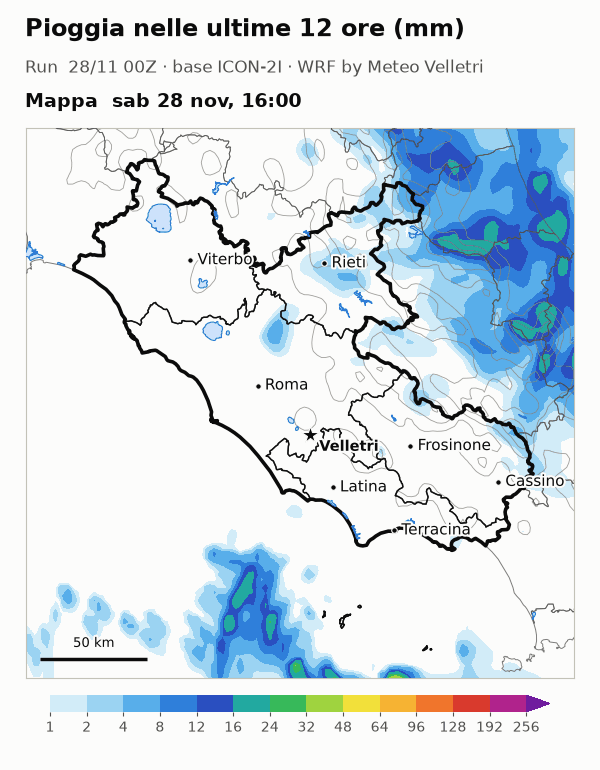 Pioggia nelle ultime 12 ore (mm)
Run 28/11 00Z · base ICON-2I · WRF by Meteo Velletri
Mappa sab 28 nov, 16:00
Viterbo
Rieti
Roma
Velletri
Frosinone
Cassino
Latina
Terracina
50 km
1 2 4 8 12 16 24 32 48 64 96 128 192 256